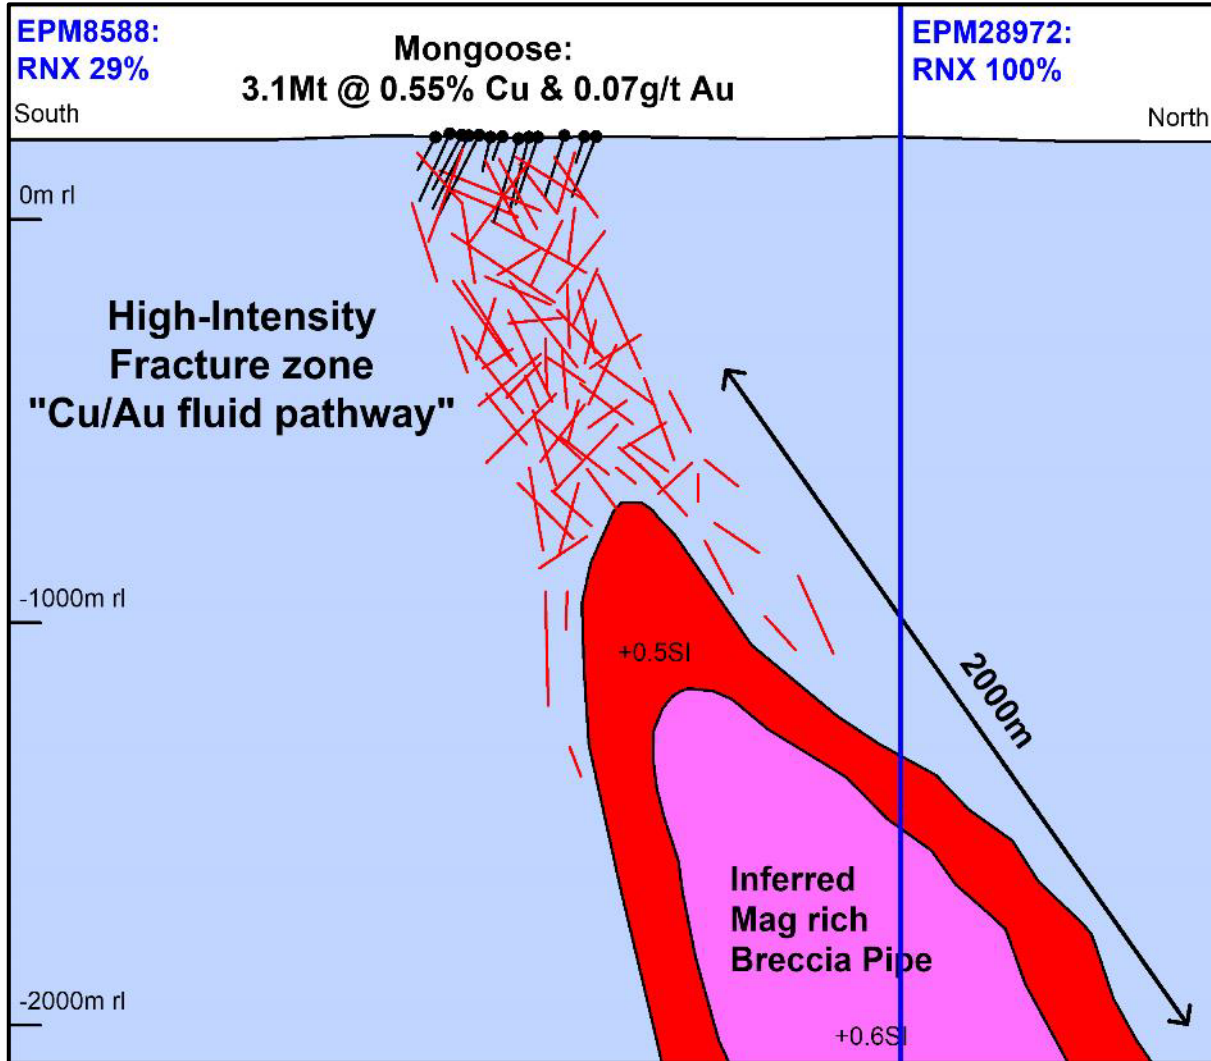 EPM8588:
RNX 29%
Mongoose:
3.1Mt @ 0.55% Cu & 0.07g/t Au
EPM28972:
RNX 100%
South
North
0m rl
High-Intensity
Fracture zone
"Cu/Au fluid pathway"
-1000m rl
+0.5SI
2000m
Inferred
Mag rich
Breccia Pipe
-2000m rl
+0.6SI